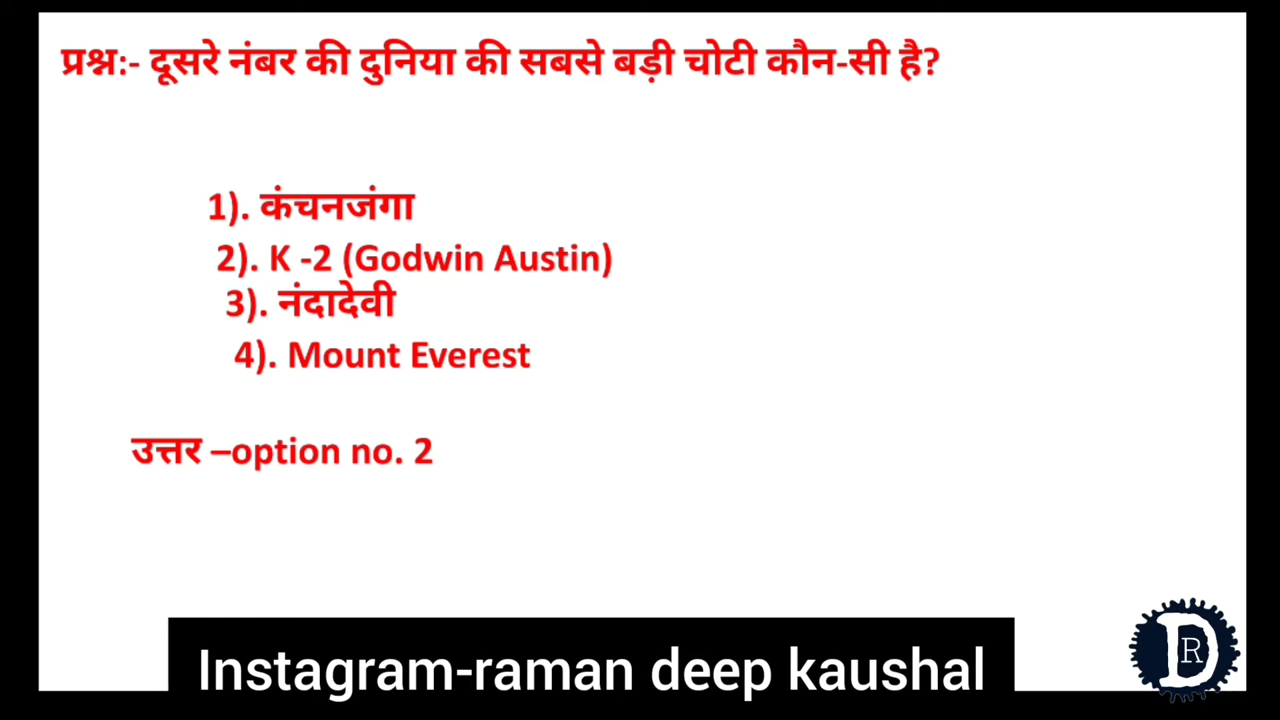 प्रश्न:- दूसरे नंबर की दुनिया की सबसे बड़ी चोटी कौन-सी है?
1). कंचनजंगा
2). K -2 (Godwin Austin)
3). नंदादेवी
4). Mount Everest
उत्तर –option no. 2
Instagram-raman deep kaushal
D R